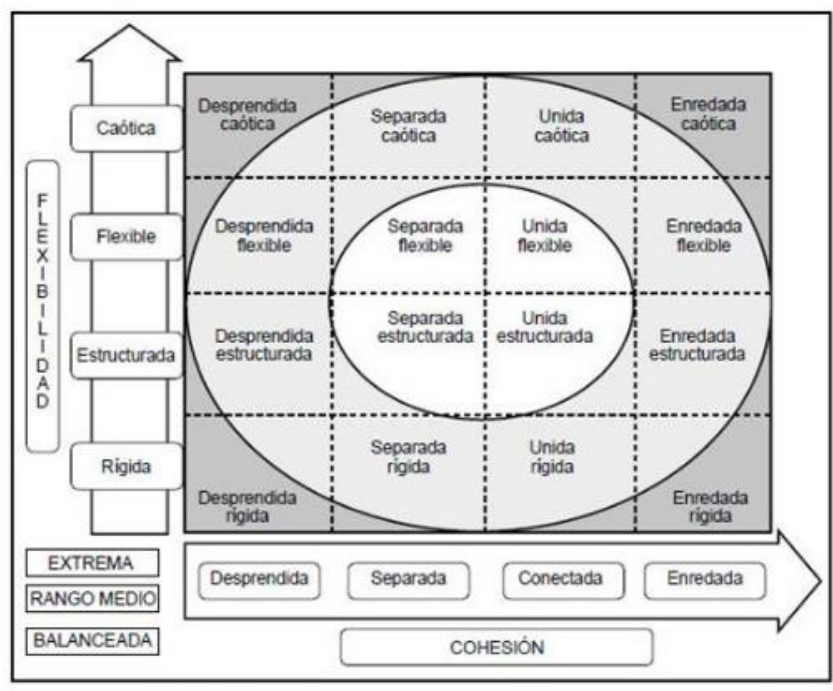 Caótica
Desprendida
caótica
Separada
caótica
Unida
caótica
Enredada
caótica
FLEXIBILIDAD
Flexible
Desprendida
flexible
Separada
flexible
Unida
flexible
Enredada
flexible
Estructurada
Desprendida
estructurada
Separada
estructurada
Unida
estructurada
Enredada
estructurada
Rígida
Desprendida
rígida
Separada
rígida
Unida
rígida
Enredada
rígida
EXTREMA
RANGO MEDIO
BALANCEADA
Desprendida
Separada
Conectada
Enredada
COHESIÓN